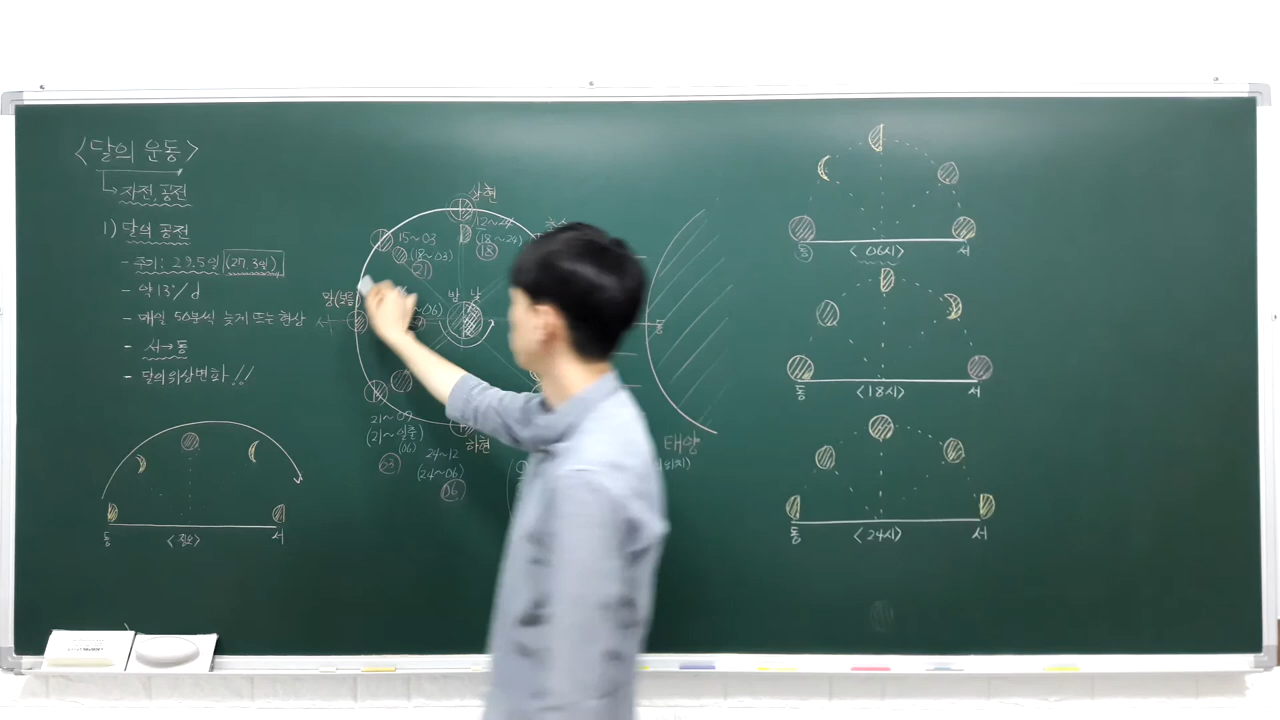 <달의 운동>
자전, 공전
1) 달의 공전
- 주기: 29.5일 (27.3일)
- 약 13°/d
- 매일 50분씩 늦게 뜨는 현상
- 서→동
- 달의 위상변화!!
동 서
상현
12~24
(18~24)
18
15~03
(18~03)
21
망(보름
~06)
밤 낮
동
21~09
(21~일출)
(06)
03
하현
24~12
(24~06)
06
태양
동 <06시> 서
동 <18시> 서
동 <24시> 서